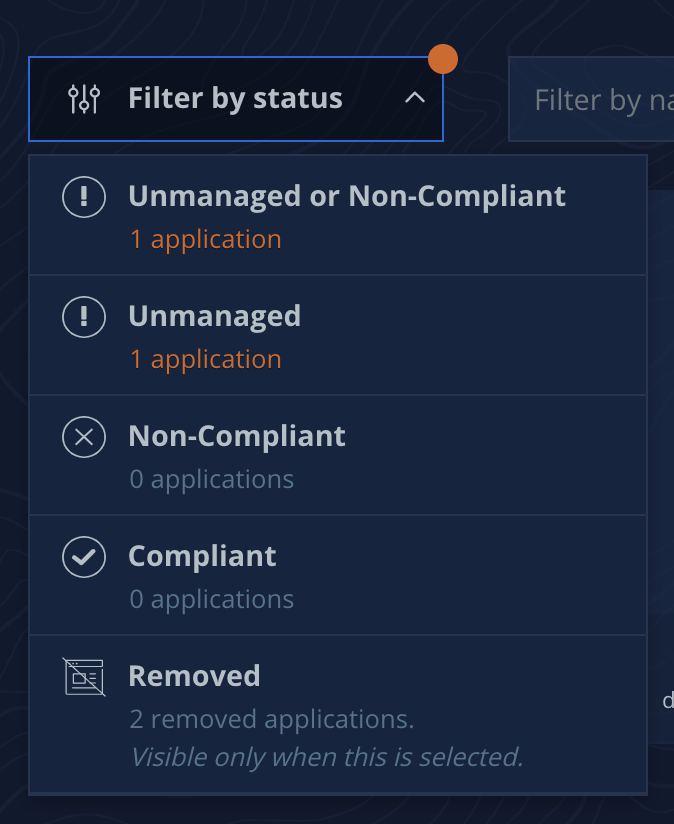 Filter by status
Filter by na
Unmanaged or Non-Compliant
1 application
Unmanaged
1 application
Non-Compliant
0 applications
Compliant
0 applications
Removed
2 removed applications.
Visible only when this is selected.
d